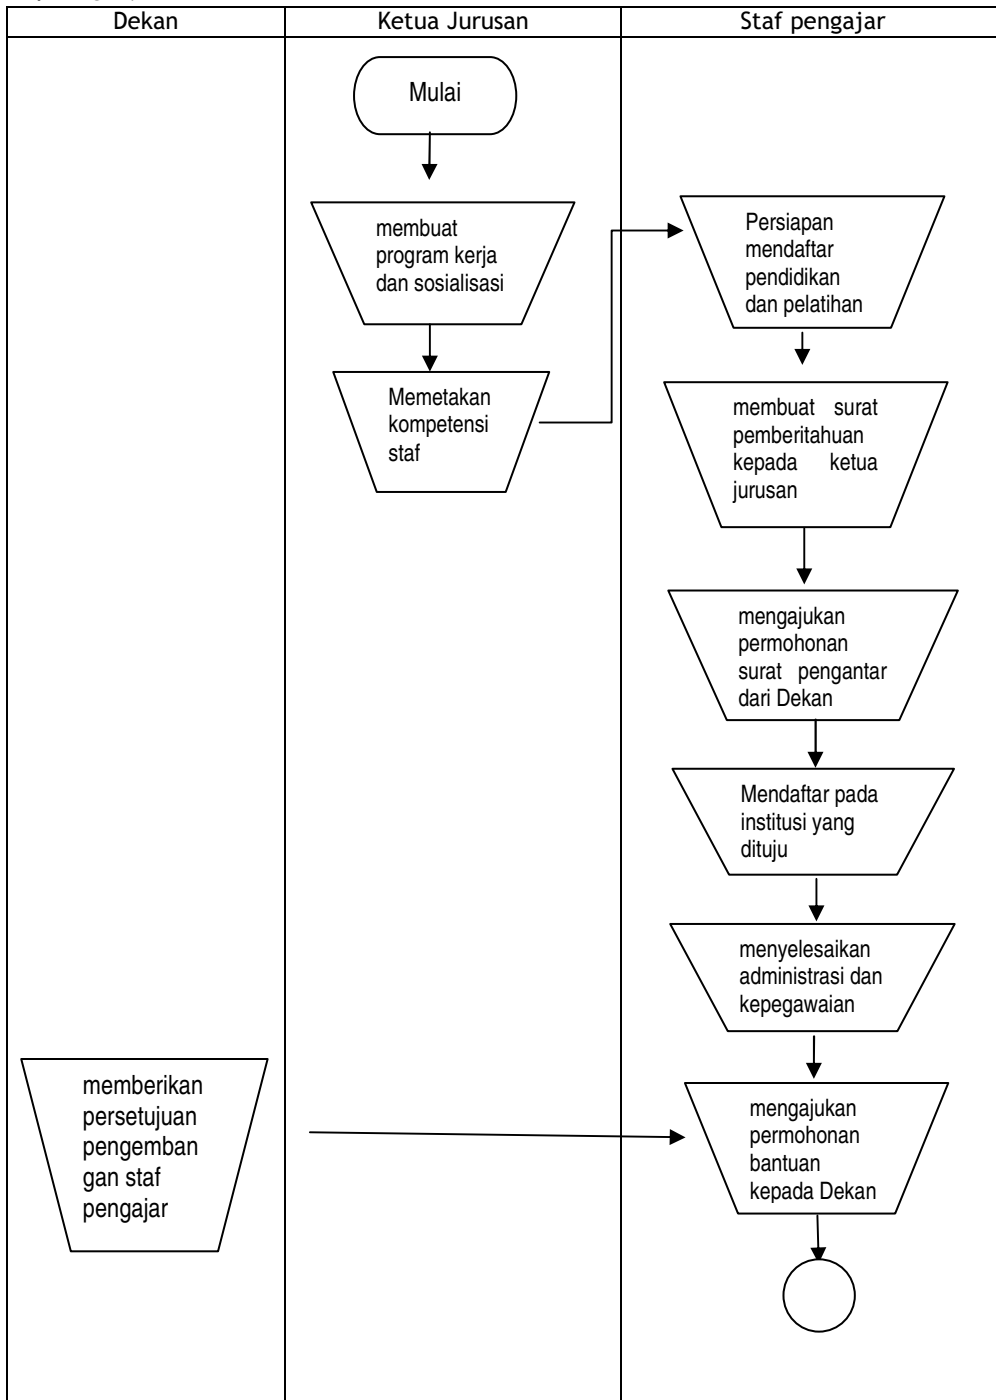 Dekan
Ketua Jurusan
Staf pengajar
Mulai
membuat
program kerja
dan sosialisasi
Memetakan
kompetensi
staf
Persiapan
mendaftar
pendidikan
dan pelatihan
membuat surat
pemberitahuan
kepada ketua
jurusan
mengajukan
permohonan
surat pengantar
dari Dekan
Mendaftar pada
institusi yang
dituju
menyelesaikan
administrasi dan
kepegawaian
memberikan
persetujuan
pengemban
gan staf
pengajar
mengajukan
permohonan
bantuan
kepada Dekan